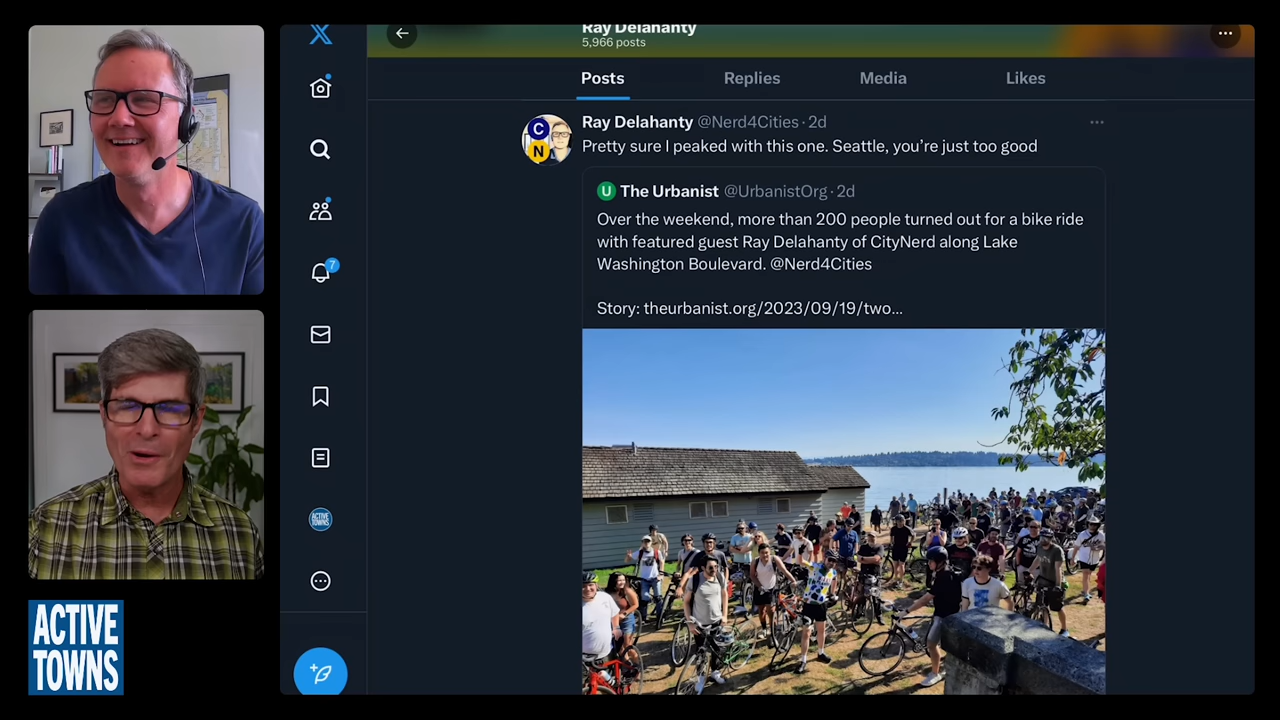 Ray Delahanty
5,966 posts
Posts Replies Media Likes
Ray Delahanty @Nerd4Cities · 2d
Pretty sure I peaked with this one. Seattle, you're just too good
C
N
U The Urbanist @UrbanistOrg · 2d
Over the weekend, more than 200 people turned out for a bike ride
with featured guest Ray Delahanty of CityNerd along Lake
Washington Boulevard. @Nerd4Cities
Story: theurbanist.org/2023/09/19/two...
7
ACTIVE
TOWNS
ACTIVE
TOWNS